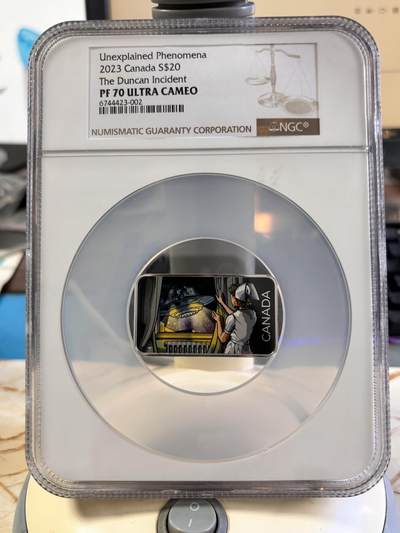 Unexplained Phenomena
2023 Canada S$20
The Duncan Incident
PF 70 ULTRA CAMEO
6744423-002
NUMISMATIC GUARANTY CORPORATION
NGC®
CANADA